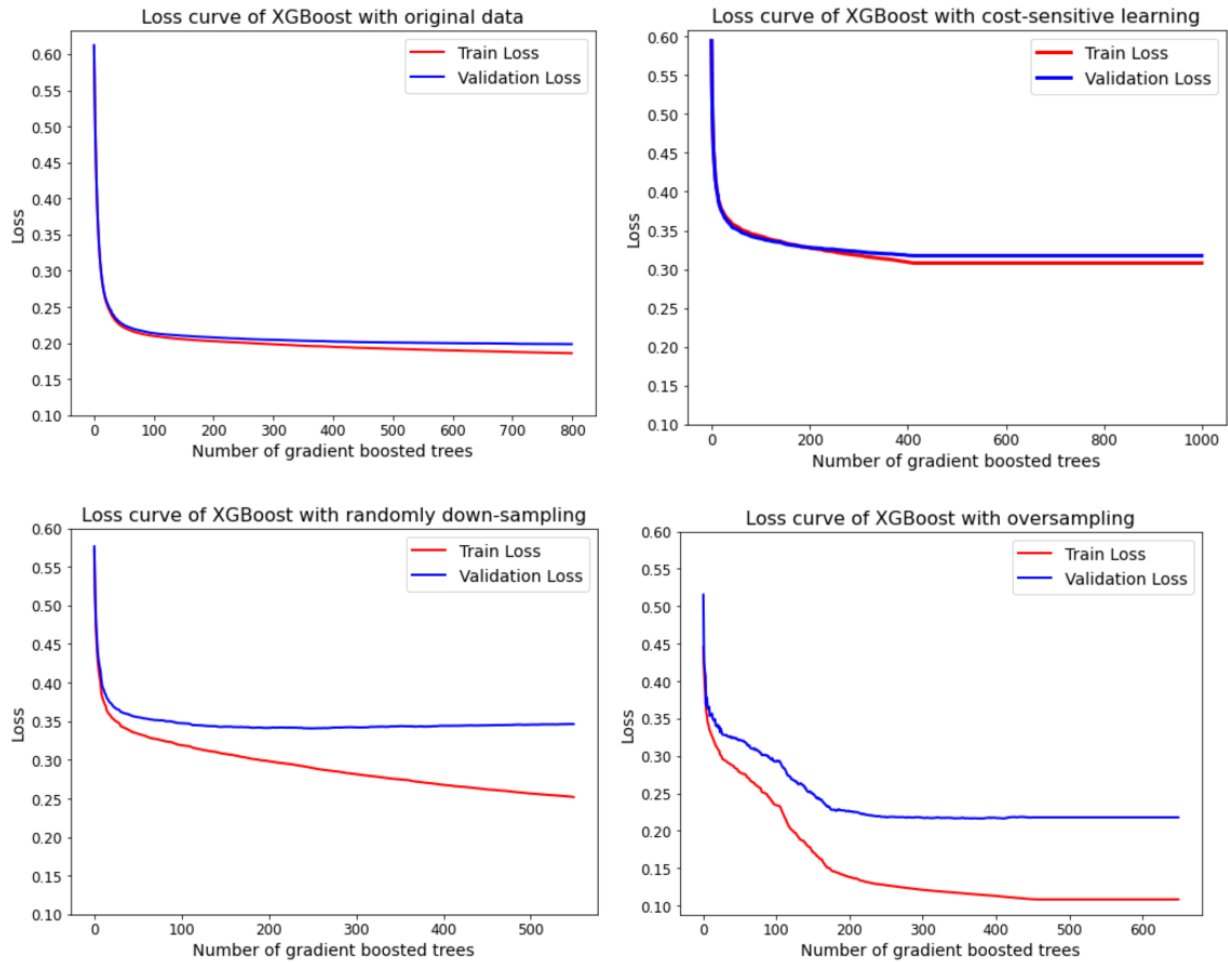 Loss curve of XGBoost with original data
Train Loss
Validation Loss
0.60
0.55
0.50
0.45
0.40
0.35
0.30
0.25
0.20
0.15
0.10
Loss
0 100 200 300 400 500 600 700 800
Number of gradient boosted trees
Loss curve of XGBoost with cost-sensitive learning
Train Loss
Validation Loss
0.60
0.55
0.50
0.45
0.40
0.35
0.30
0.25
0.20
0.15
0.10
Loss
0 200 400 600 800 1000
Number of gradient boosted trees
Loss curve of XGBoost with randomly down-sampling
Train Loss
Validation Loss
0.60
0.55
0.50
0.45
0.40
0.35
0.30
0.25
0.20
0.15
0.10
Loss
0 100 200 300 400 500
Number of gradient boosted trees
Loss curve of XGBoost with oversampling
Train Loss
Validation Loss
0.60
0.55
0.50
0.45
0.40
0.35
0.30
0.25
0.20
0.15
0.10
Loss
0 100 200 300 400 500 600
Number of gradient boosted trees